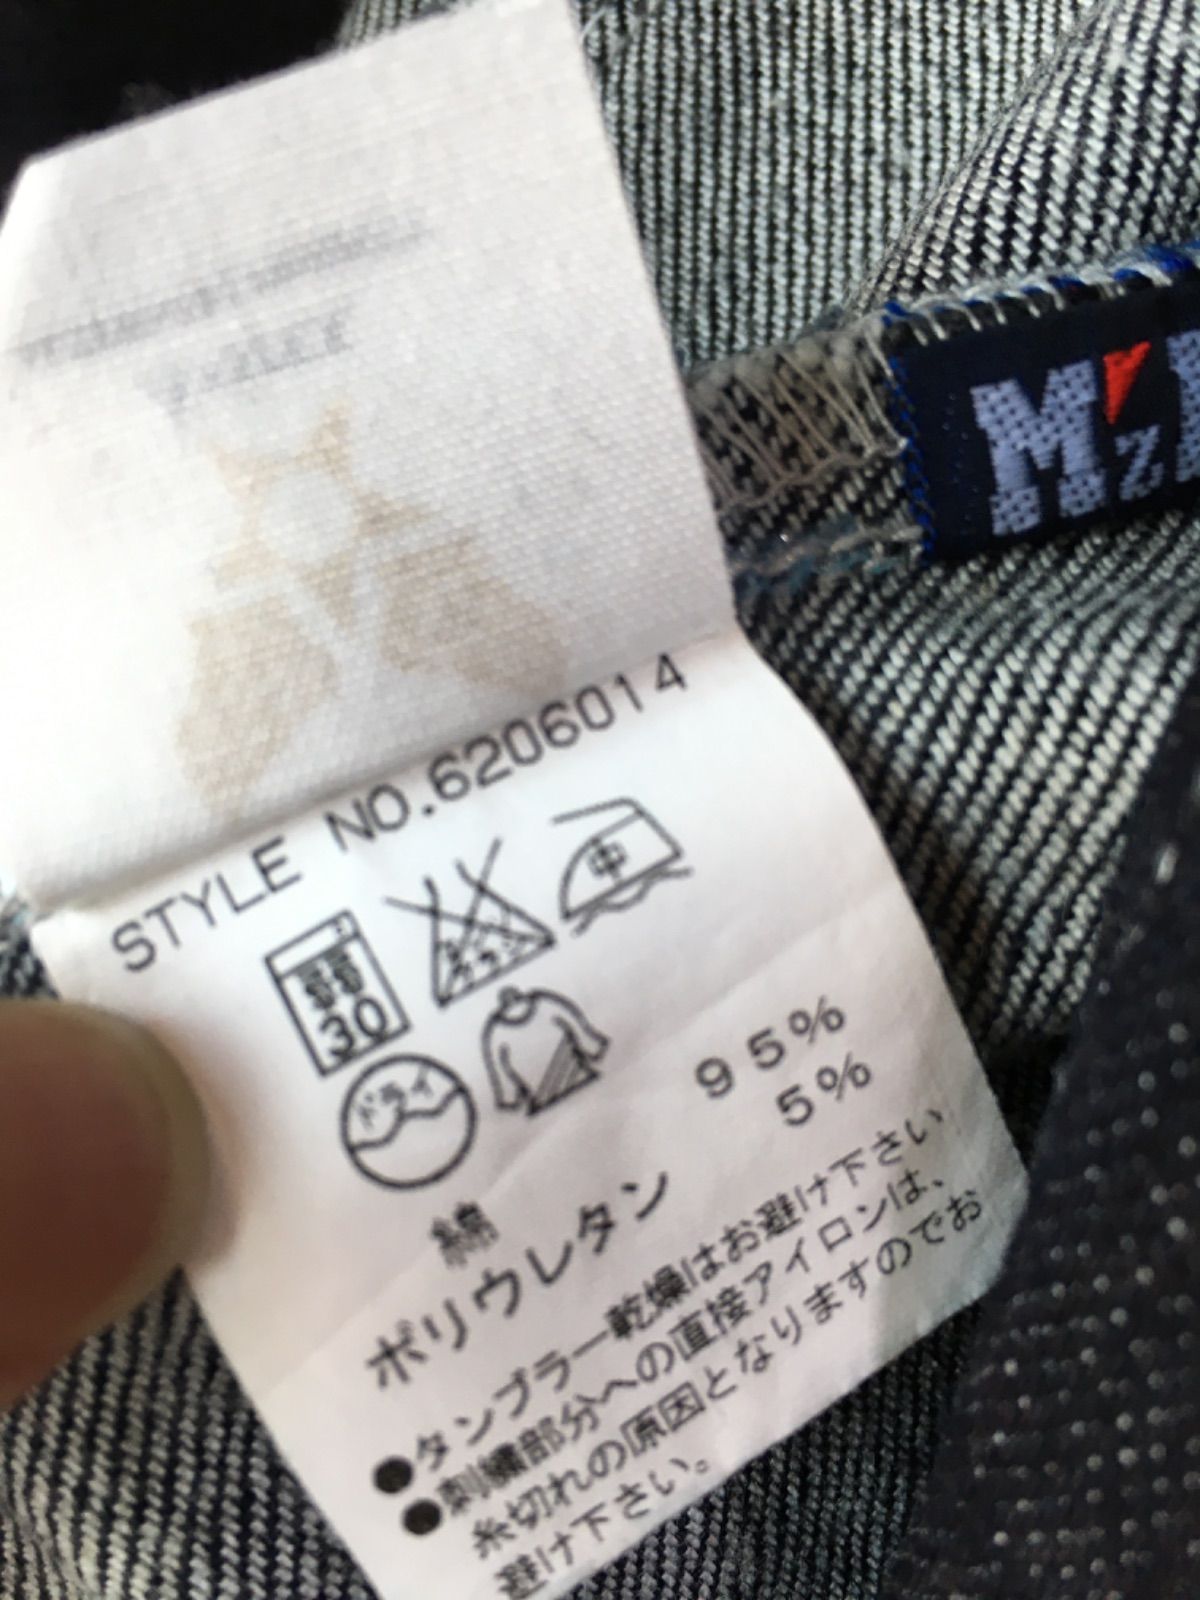 STYLE NO.6206014
30
中
ドライ
綿 95%
ポリウレタン 5%
●タンブラー乾燥はお避け下さい
●刺繍部分への直接アイロンは、
糸切れの原因となりますのでお
避け下さい。